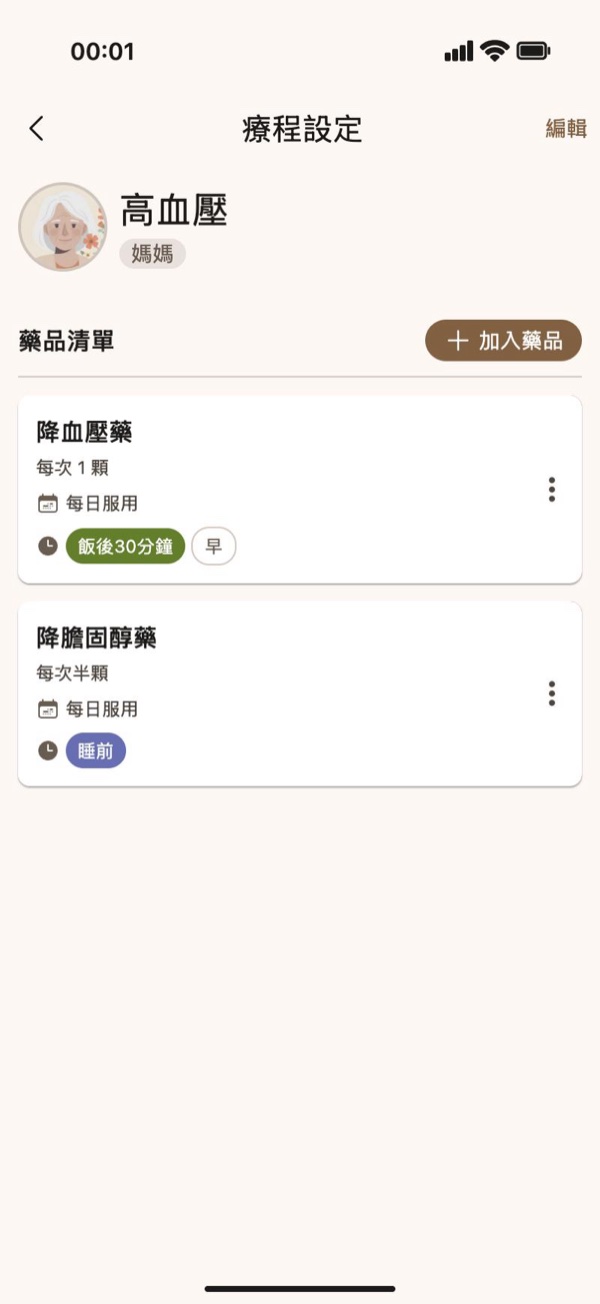 00:01
療程設定
編輯
高血壓
媽媽
藥品清單
加入藥品
降血壓藥
每次1顆
每日服用
飯後30分鐘 早
降膽固醇藥
每次半顆
每日服用
睡前